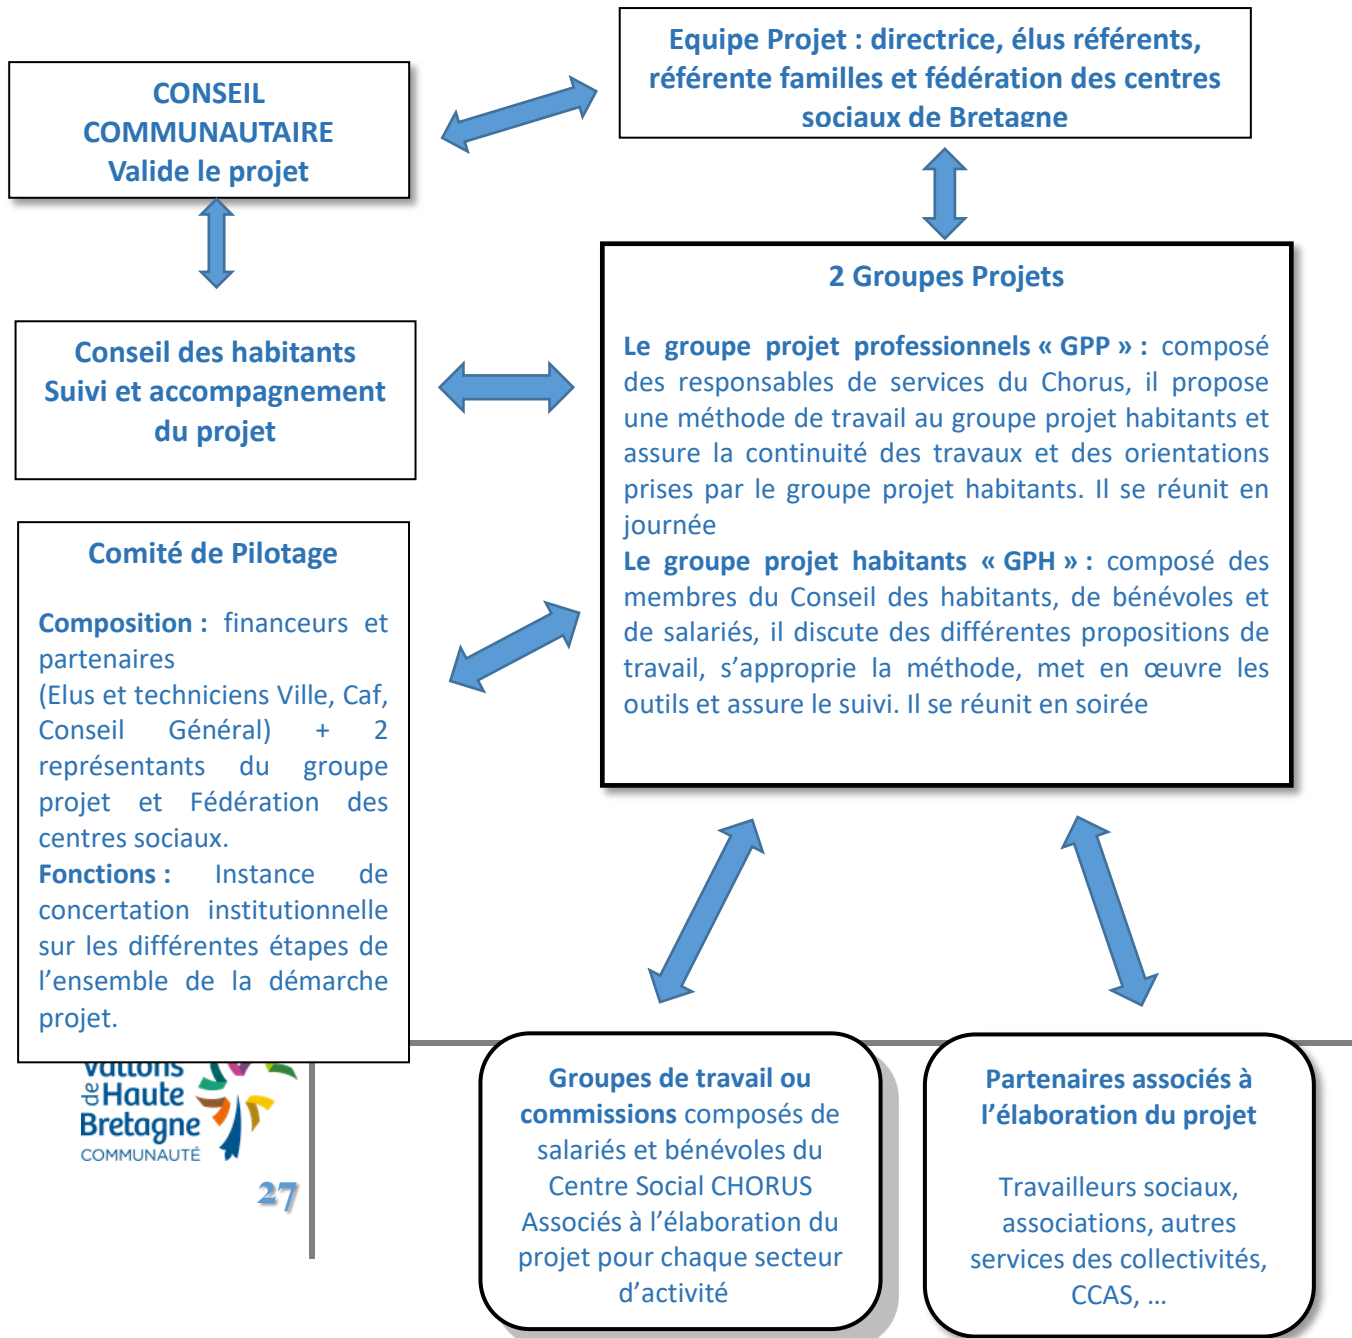 Equipe Projet : directrice, élus référents,
référente familles et fédération des centres
sociaux de Bretagne
CONSEIL
COMMUNAUTAIRE
Valide le projet
2 Groupes Projets
Le groupe projet professionnels « GPP » : composé
des responsables de services du Chorus, il propose
une méthode de travail au groupe projet habitants et
assure la continuité des travaux et des orientations
prises par le groupe projet habitants. Il se réunit en
journée
Le groupe projet habitants « GPH » : composé des
membres du Conseil des habitants, de bénévoles et
de salariés, il discute des différentes propositions de
travail, s’approprie la méthode, met en œuvre les
outils et assure le suivi. Il se réunit en soirée
Conseil des habitants
Suivi et accompagnement
du projet
Comité de Pilotage
Composition : financeurs et
partenaires
(Elus et techniciens Ville, Caf,
Conseil Général) + 2
représentants du groupe
projet et Fédération des
centres sociaux.
Fonctions : Instance de
concertation institutionnelle
sur les différentes étapes de
l’ensemble de la démarche
projet.
Vallons
de Haute
Bretagne
COMMUNAUTÉ
27
Groupes de travail ou
commissions composés de
salariés et bénévoles du
Centre Social CHORUS
Associés à l’élaboration du
projet pour chaque secteur
d’activité
Partenaires associés à
l’élaboration du projet
Travailleurs sociaux,
associations, autres
services des collectivités,
CCAS, …